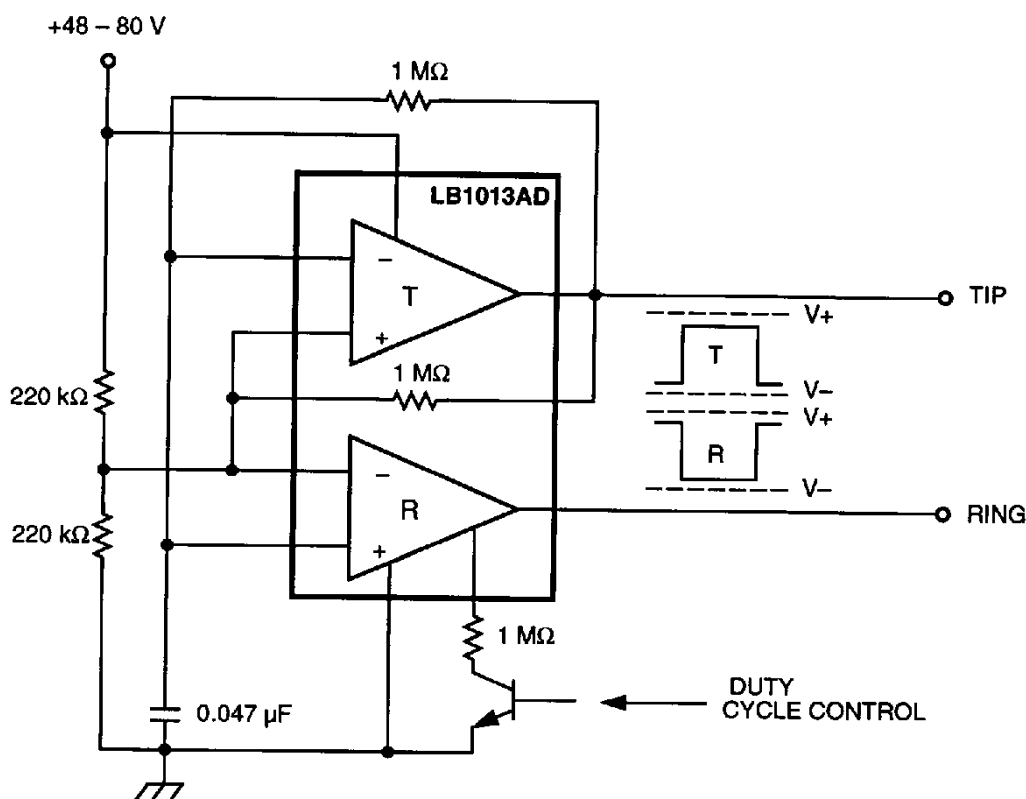 +48 – 80 V
1 MΩ
LB1013AD
–
T
+
TIP
V+
T
V–
1 MΩ
220 kΩ
V+
R
V–
–
R
+
220 kΩ
RING
1 MΩ
0.047 µF
DUTY
CYCLE CONTROL